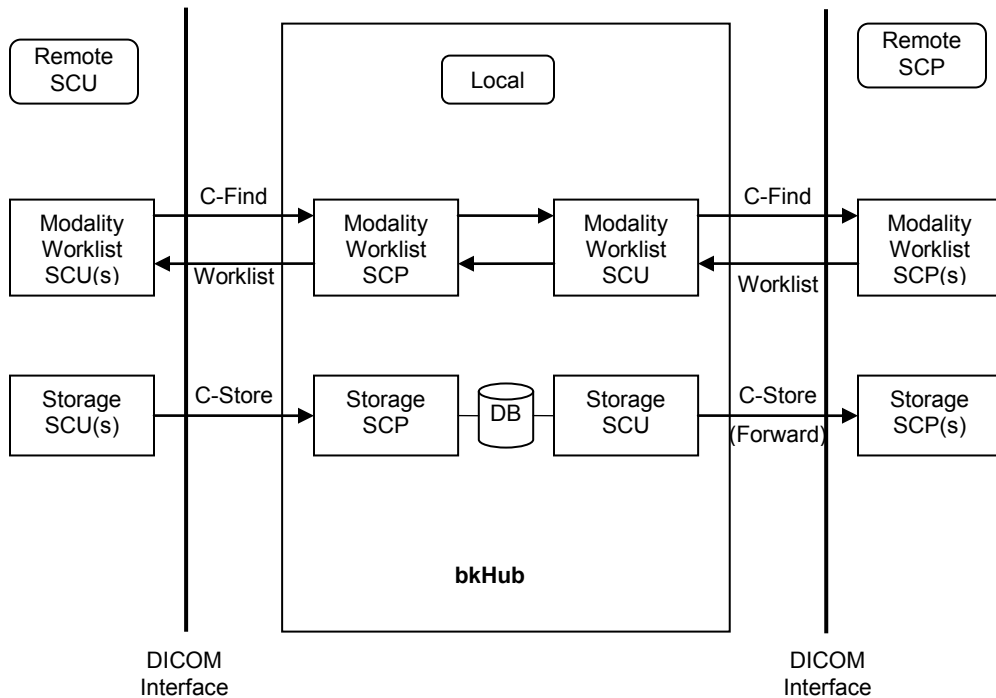 Remote
SCU
Local
Remote
SCP
C-Find
C-Find
Modality
Worklist
SCU(s)
Modality
Worklist
SCP
Modality
Worklist
SCU
Modality
Worklist
SCP(s)
Worklist
Worklist
Storage
SCU(s)
C-Store
Storage
SCP
DB
Storage
SCU
C-Store
(Forward)
Storage
SCP(s)
bkHub
DICOM
Interface
DICOM
Interface